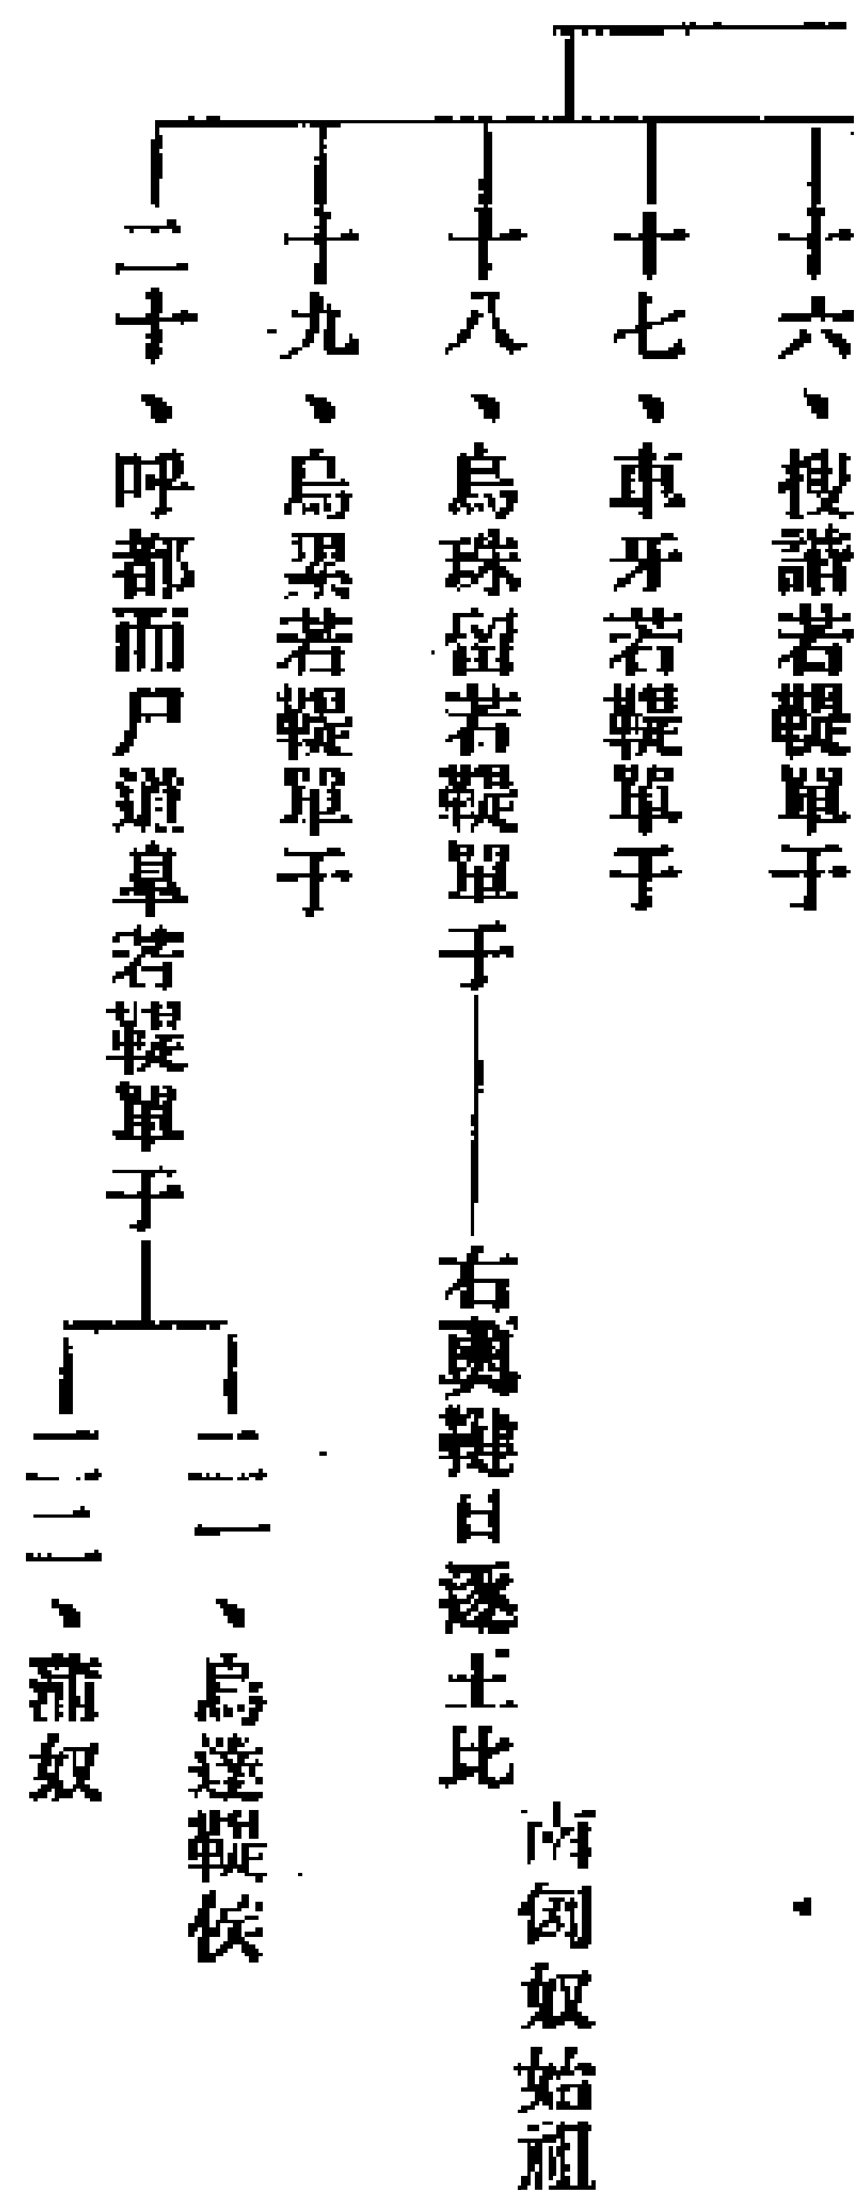 十六、搜諧若鞮單于
十七、車牙若鞮單于
十八、烏珠留若鞮單于
右薁鞬日逐王比
南匈奴始祖
十九、烏累若鞮單于
二十、呼都而尸道皋若鞮單于
二一、烏達鞮侯
二二、蒲奴